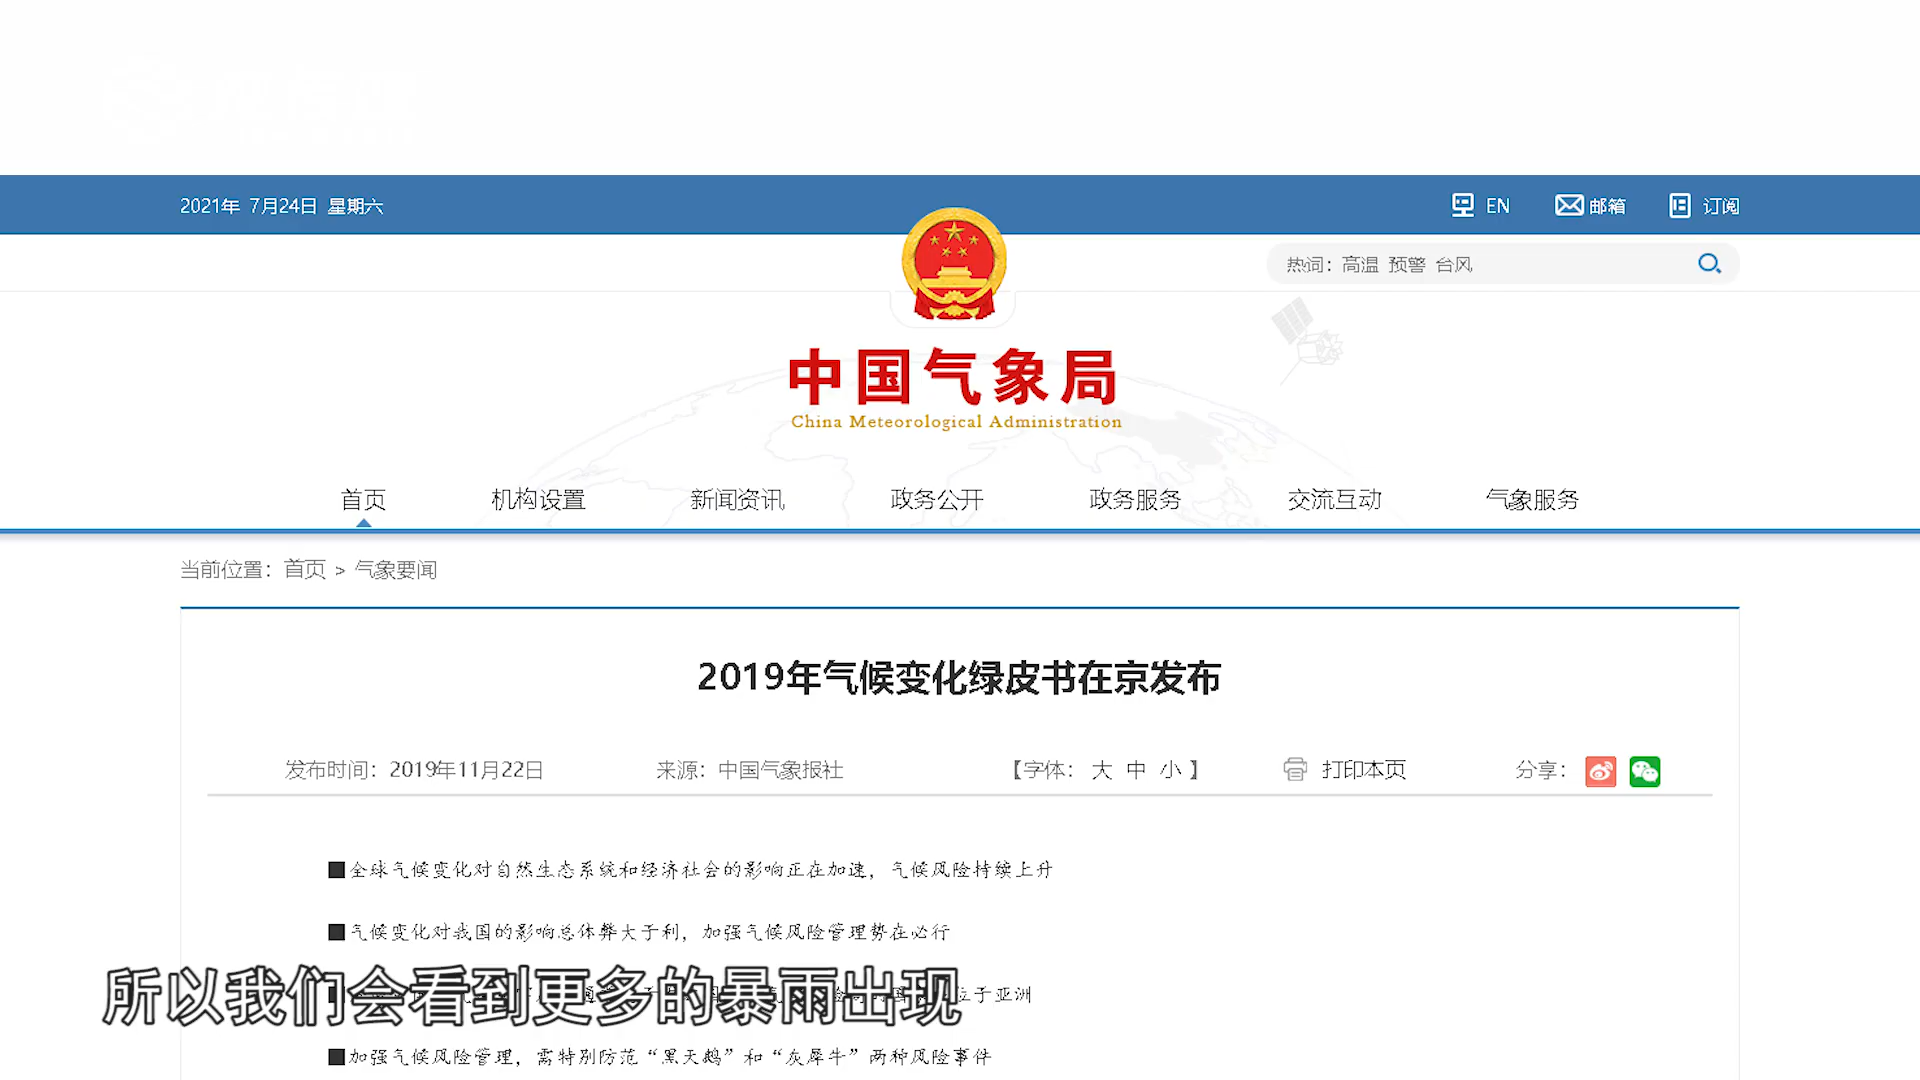 2021年 7月24日 星期六
EN 邮箱 订阅
热词：高温 预警 台风
中国气象局
China Meteorological Administration
首页 机构设置 新闻资讯 政务公开 政务服务 交流互动 气象服务
当前位置：首页 > 气象要闻
2019年气候变化绿皮书在京发布
发布时间：2019年11月22日 来源：中国气象报社 【字体： 大 中 小 】 打印本页 分享：
■全球气候变化对自然生态系统和经济社会的影响正在加速，气候风险持续上升
■气候变化对我国的影响总体弊大于利，加强气候风险管理势在必行
位于亚洲
所以我们会看到更多的暴雨出现
■加强气候风险管理，需特别防范“黑天鹅”和“灰犀牛”两种风险事件